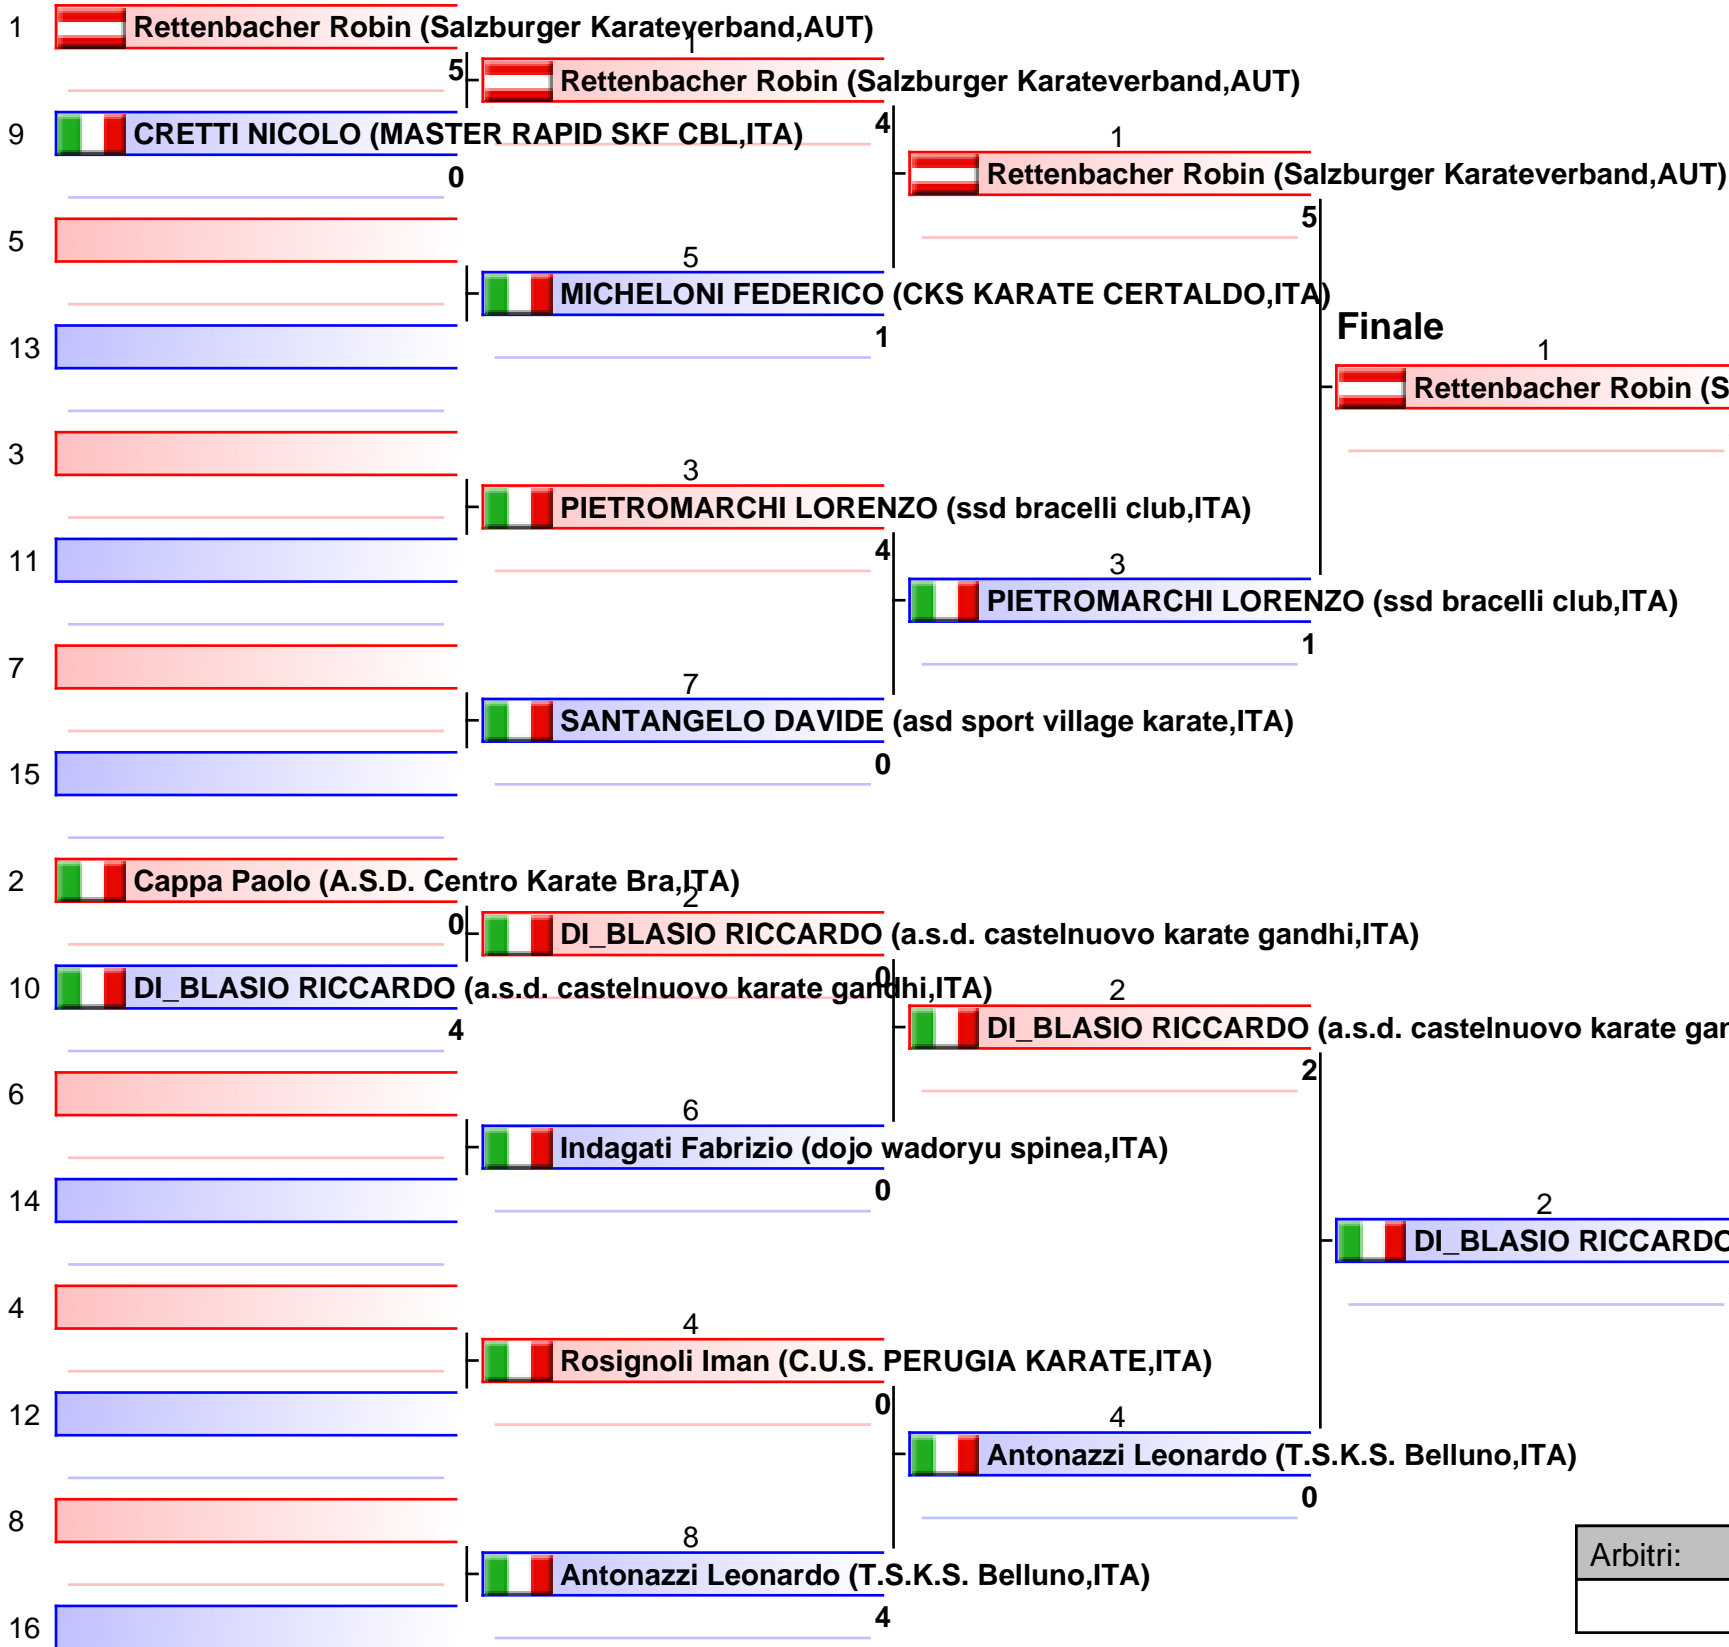 1 Rettenbacher Robin (Salzburger Karateverband,AUT)
1
5 Rettenbacher Robin (Salzburger Karateverband,AUT)
9 CRETTI NICOLO (MASTER RAPID SKF CBL,ITA)
4
1
0
Rettenbacher Robin (Salzburger Karateverband,AUT)
5
5
5
MICHELONI FEDERICO (CKS KARATE CERTALDO,ITA)
1
13
Finale
1
Rettenbacher Robin (S
3
3
PIETROMARCHI LORENZO (ssd bracelli club,ITA)
4
11
3
PIETROMARCHI LORENZO (ssd bracelli club,ITA)
1
7
7
SANTANGELO DAVIDE (asd sport village karate,ITA)
0
15
2 Cappa Paolo (A.S.D. Centro Karate Bra,ITA)
2
0 DI_BLASIO RICCARDO (a.s.d. castelnuovo karate gandhi,ITA)
0
10 DI_BLASIO RICCARDO (a.s.d. castelnuovo karate gandhi,ITA)
2
4
DI_BLASIO RICCARDO (a.s.d. castelnuovo karate gan
2
6
6
Indagati Fabrizio (dojo wadoryu spinea,ITA)
0
14
2
DI_BLASIO RICCARDO
4
4
Rosignoli Iman (C.U.S. PERUGIA KARATE,ITA)
0
12
4
Antonazzi Leonardo (T.S.K.S. Belluno,ITA)
0
8
8
Antonazzi Leonardo (T.S.K.S. Belluno,ITA)
4
16
Arbitri: